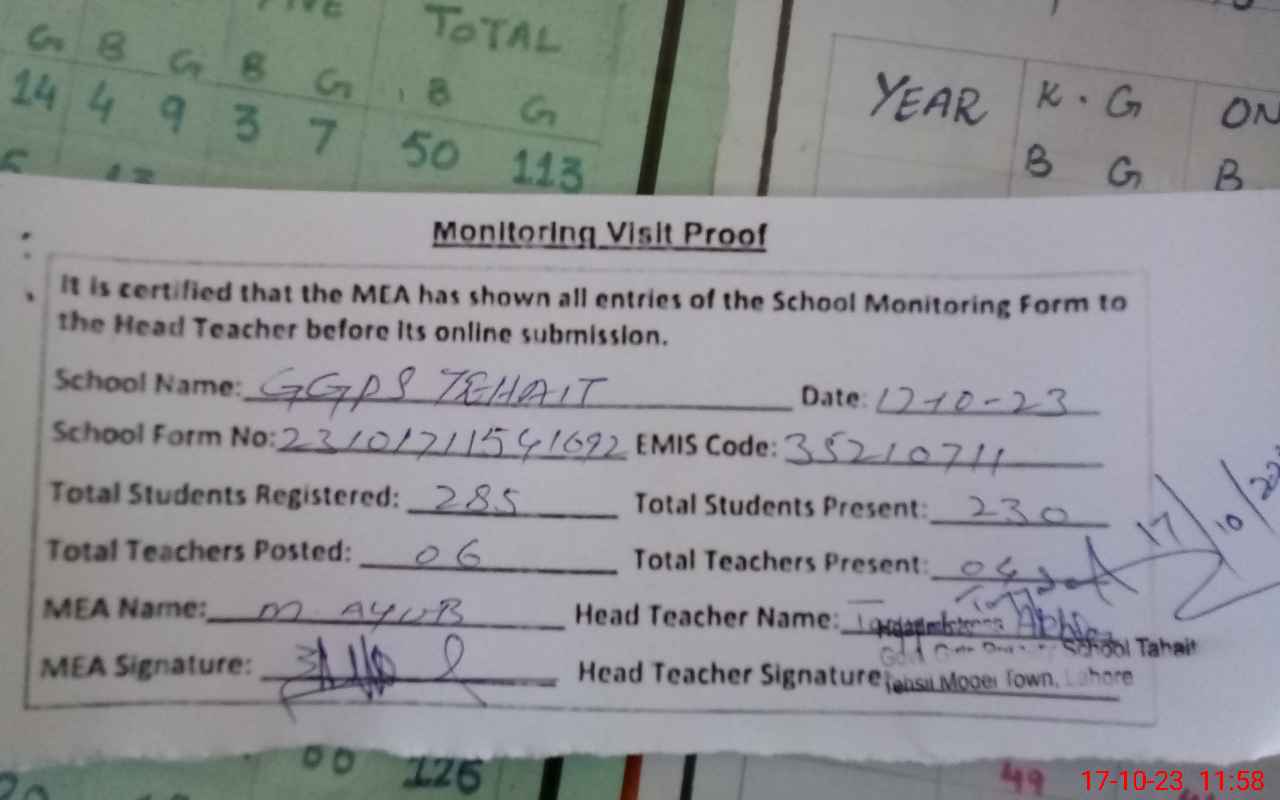 TOTAL
G B G B G B G
14 4 9 3 7 50 113
YEAR K.G ON
B G B
Monitoring Visit Proof
It is certified that the MEA has shown all entries of the School Monitoring Form to
the Head Teacher before its online submission.
School Name: GGPS TEHAIT Date: 17-10-23
School Form No: EMIS Code: 35210711
Total Students Registered: 285 Total Students Present: 230
Total Teachers Posted: 06 Total Teachers Present:
17/10/
MEA Name: M. AYUB Head Teacher Name:
School Tahait
MEA Signature: Head Teacher Signature
Town, Lahore
00 126
49
17-10-23 11:58